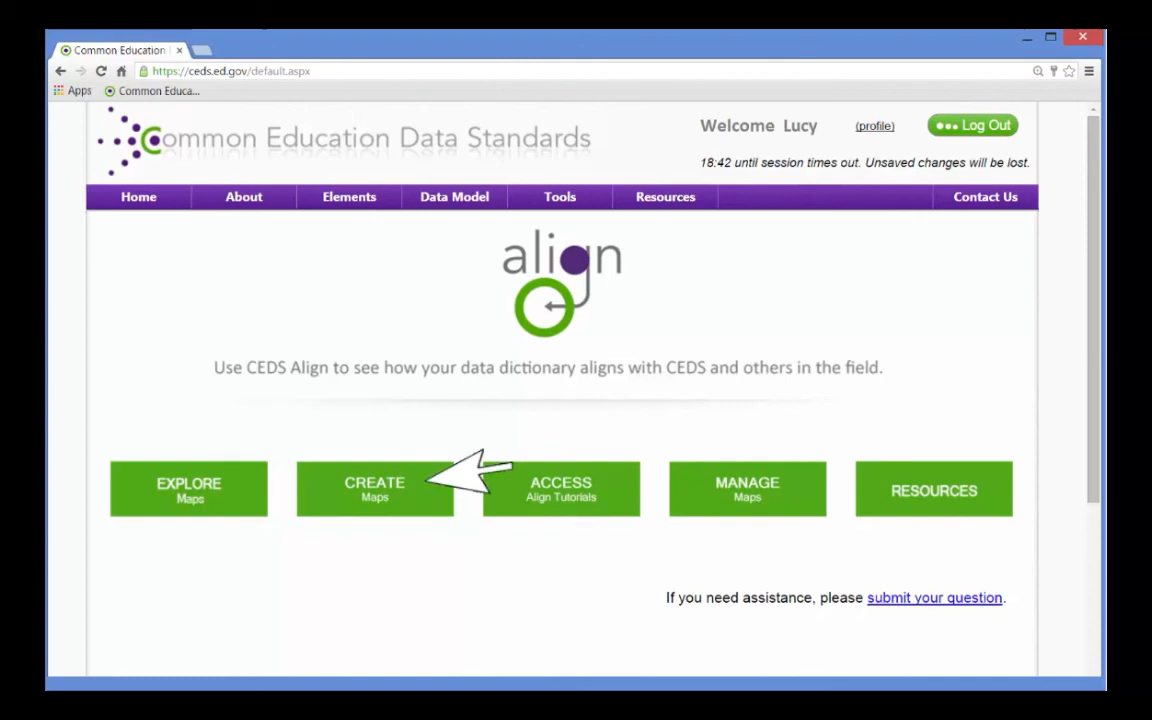 Common Education
https://ceds.ed.gov/default.aspx
Apps Common Educa...
Common Education Data Standards
Welcome Lucy (profile) Log Out
18:42 until session times out. Unsaved changes will be lost.
Home About Elements Data Model Tools Resources Contact Us
align
Use CEDS Align to see how your data dictionary aligns with CEDS and others in the field.
EXPLORE
Maps
CREATE
Maps
ACCESS
Align Tutorials
MANAGE
Maps
RESOURCES
If you need assistance, please submit your question.